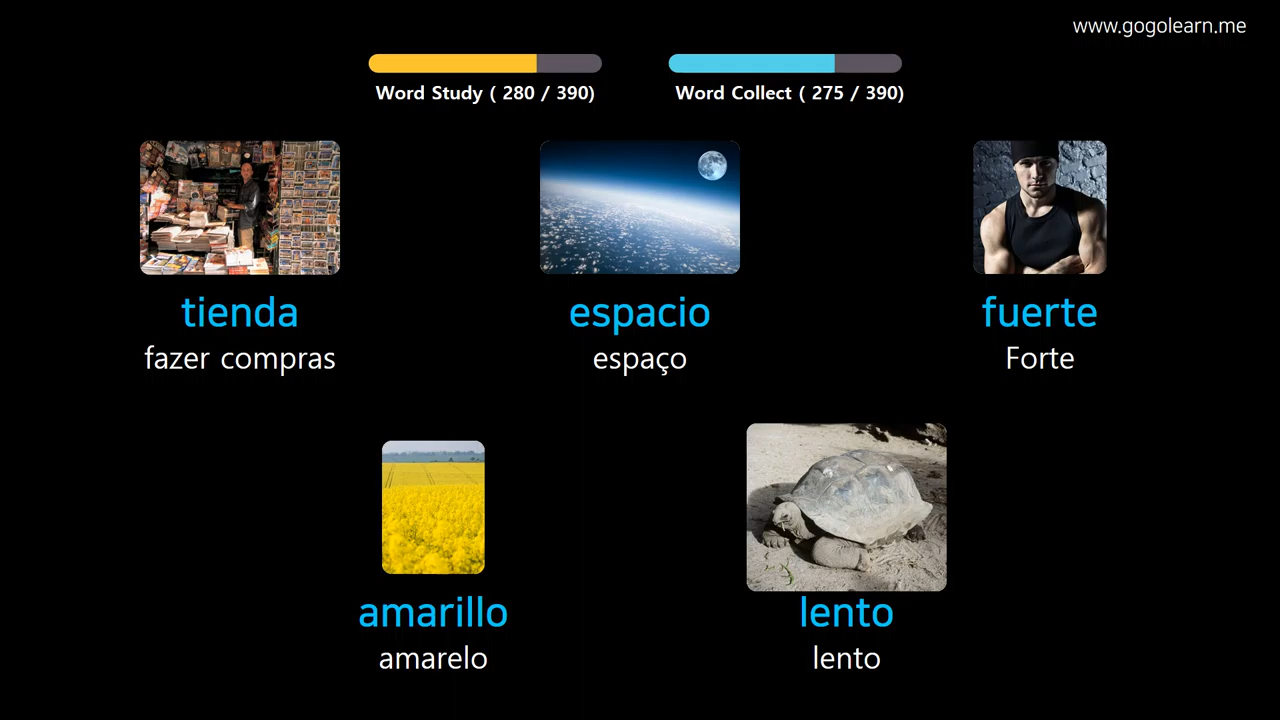 www.gogolearn.me
Word Study ( 280 / 390)
Word Collect ( 275 / 390)
tienda
fazer compras
espacio
espaço
fuerte
Forte
amarillo
amarelo
lento
lento